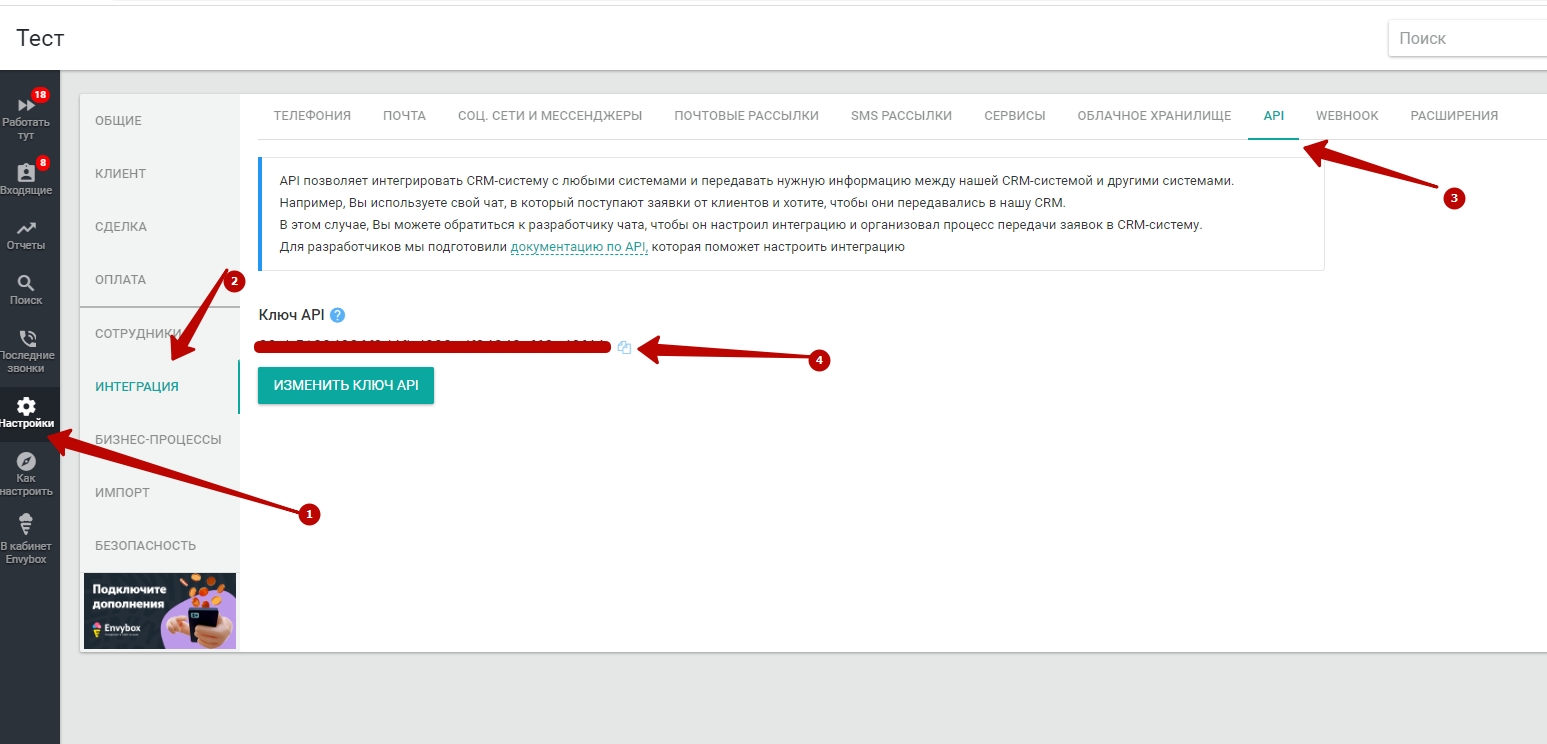 Тест
Поиск
18
Работать
тут
8
Входящие
Отчеты
Поиск
Последние
звонки
Настройки
Как
настроить
В кабинет
Envybox
ОБЩИЕ
КЛИЕНТ
СДЕЛКА
ОПЛАТА
СОТРУДНИКИ
ИНТЕГРАЦИЯ
БИЗНЕС-ПРОЦЕССЫ
ИМПОРТ
БЕЗОПАСНОСТЬ
Подключите
дополнения
Envybox
ТЕЛЕФОНИЯ ПОЧТА СОЦ. СЕТИ И МЕССЕНДЖЕРЫ ПОЧТОВЫЕ РАССЫЛКИ SMS РАССЫЛКИ СЕРВИСЫ ОБЛАЧНОЕ ХРАНИЛИЩЕ API WEBHOOK РАСШИРЕНИЯ
API позволяет интегрировать CRM-систему с любыми системами и передавать нужную информацию между нашей CRM-системой и другими системами.
Например, Вы используете свой чат, в который поступают заявки от клиентов и хотите, чтобы они передавались в нашу CRM.
В этом случае, Вы можете обратиться к разработчику чата, чтобы он настроил интеграцию и организовал процесс передачи заявок в CRM-систему.
Для разработчиков мы подготовили документацию по API, которая поможет настроить интеграцию
Ключ API ?
ИЗМЕНИТЬ КЛЮЧ API
1
2
3
4